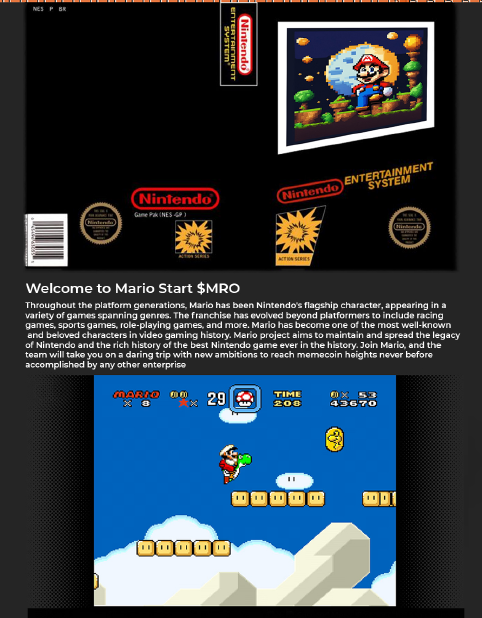 NES P BR
Nintendo
ENTERTAINMENT
SYSTEM
Nintendo
ENTERTAINMENT
SYSTEM
Nintendo
Game Pak (NES-GP)
Nintendo
Nintendo
ACTION SERIES
ACTION SERIES
Welcome to Mario Start $MRO
Throughout the platform generations, Mario has been Nintendo's flagship character, appearing in a
variety of games spanning genres. The franchise has evolved beyond platformers to include racing
games, sports games, role-playing games, and more. Mario has become one of the most well-known
and beloved characters in video gaming history. Mario project aims to maintain and spread the legacy
of Nintendo and the rich history of the best Nintendo game ever in the history. Join Mario, and the
team will take you on a daring trip with new ambitions to reach memecoin heights never before
accomplished by any other enterprise
MARIO 29 TIME x 53
x 8 x 208 43670